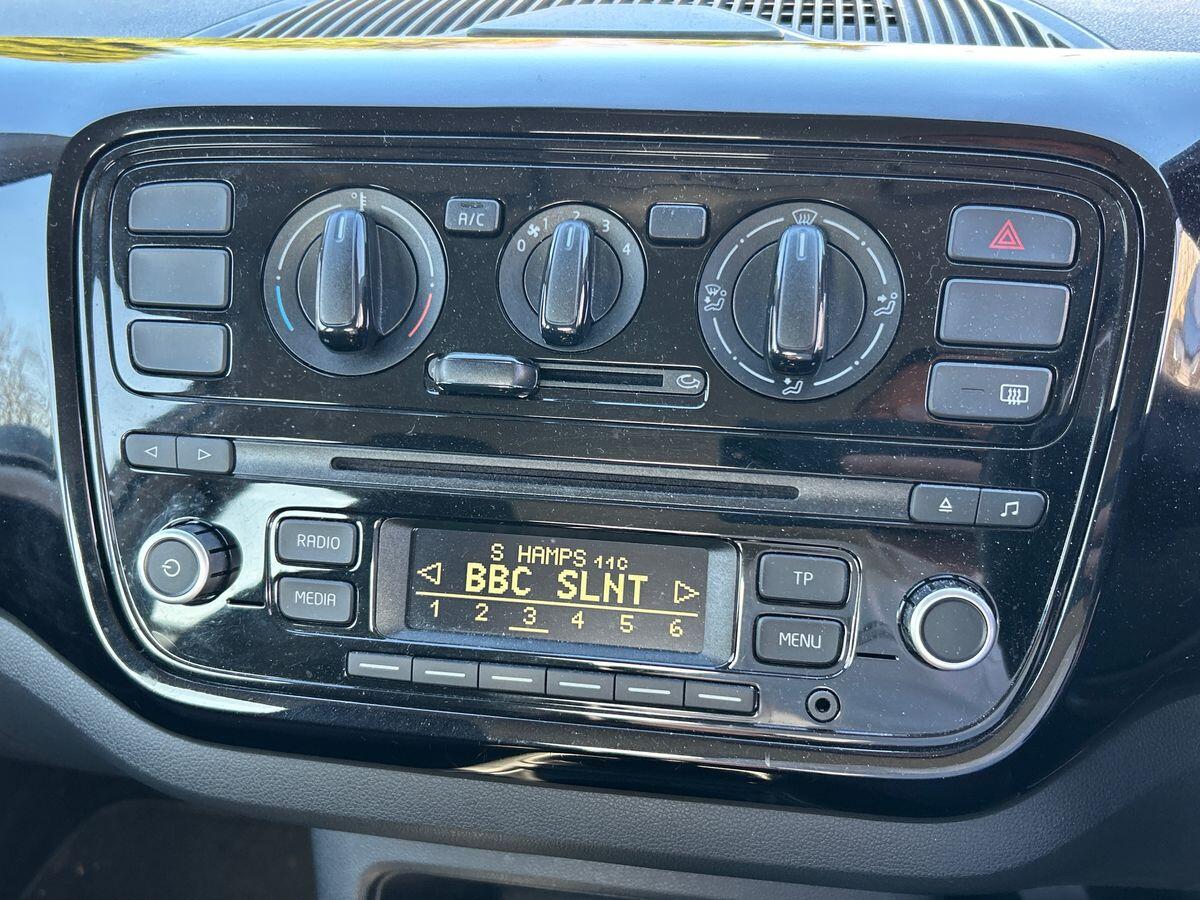 A/C
0 1 2 3 4
RADIO
MEDIA
S HAMPS 11C
BBC SLNT
1 2 3 4 5 6
TP
MENU